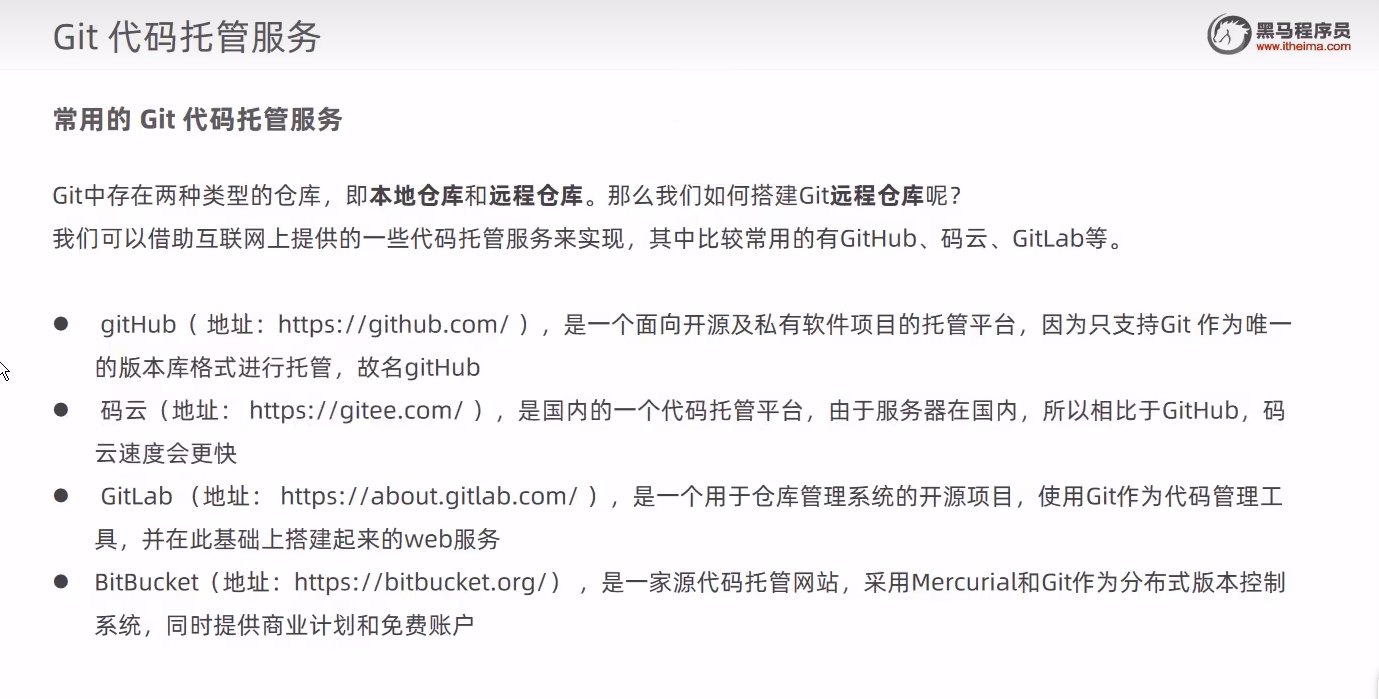 Git 代码托管服务
黑马程序员
www.itheima.com
常用的 Git 代码托管服务
Git中存在两种类型的仓库，即本地仓库和远程仓库。那么我们如何搭建Git远程仓库呢？
我们可以借助互联网上提供的一些代码托管服务来实现，其中比较常用的有GitHub、码云、GitLab等。
● gitHub（ 地址：https://github.com/ ），是一个面向开源及私有软件项目的托管平台，因为只支持Git 作为唯一
的版本库格式进行托管，故名gitHub
● 码云（地址： https://gitee.com/ ），是国内的一个代码托管平台，由于服务器在国内，所以相比于GitHub，码
云速度会更快
● GitLab （地址： https://about.gitlab.com/ ），是一个用于仓库管理系统的开源项目，使用Git作为代码管理工
具，并在此基础上搭建起来的web服务
● BitBucket（地址：https://bitbucket.org/） ，是一家源代码托管网站，采用Mercurial和Git作为分布式版本控制
系统，同时提供商业计划和免费账户